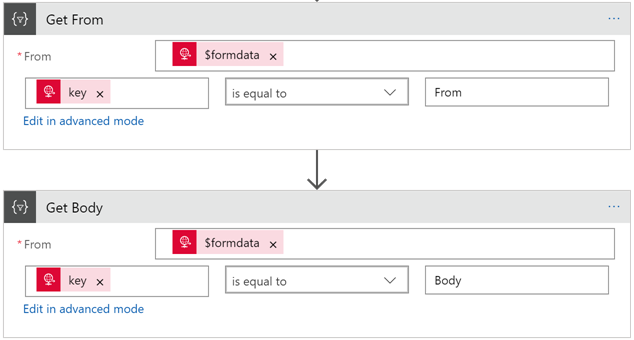 Get From
...
* From
$formdata x
key x
is equal to
From
Edit in advanced mode
Get Body
...
* From
$formdata x
key x
is equal to
Body
Edit in advanced mode